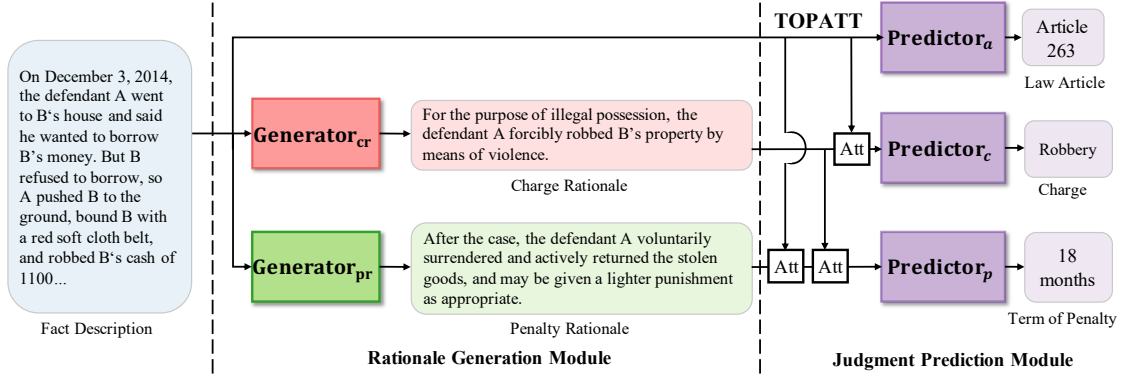 On December 3, 2014,
the defendant A went
to B's house and said
he wanted to borrow
B's money. But B
refused to borrow, so
A pushed B to the
ground, bound B with
a red soft cloth belt,
and robbed B's cash of
1100...
Fact Description
Generator_cr
For the purpose of illegal possession, the
defendant A forcibly robbed B's property by
means of violence.
Charge Rationale
Generator_pr
After the case, the defendant A voluntarily
surrendered and actively returned the stolen
goods, and may be given a lighter punishment
as appropriate.
Penalty Rationale
Rationale Generation Module
TOPATT
Att
Att
Att
Predictor_a
Article
263
Law Article
Predictor_c
Robbery
Charge
Predictor_p
18
months
Term of Penalty
Judgment Prediction Module